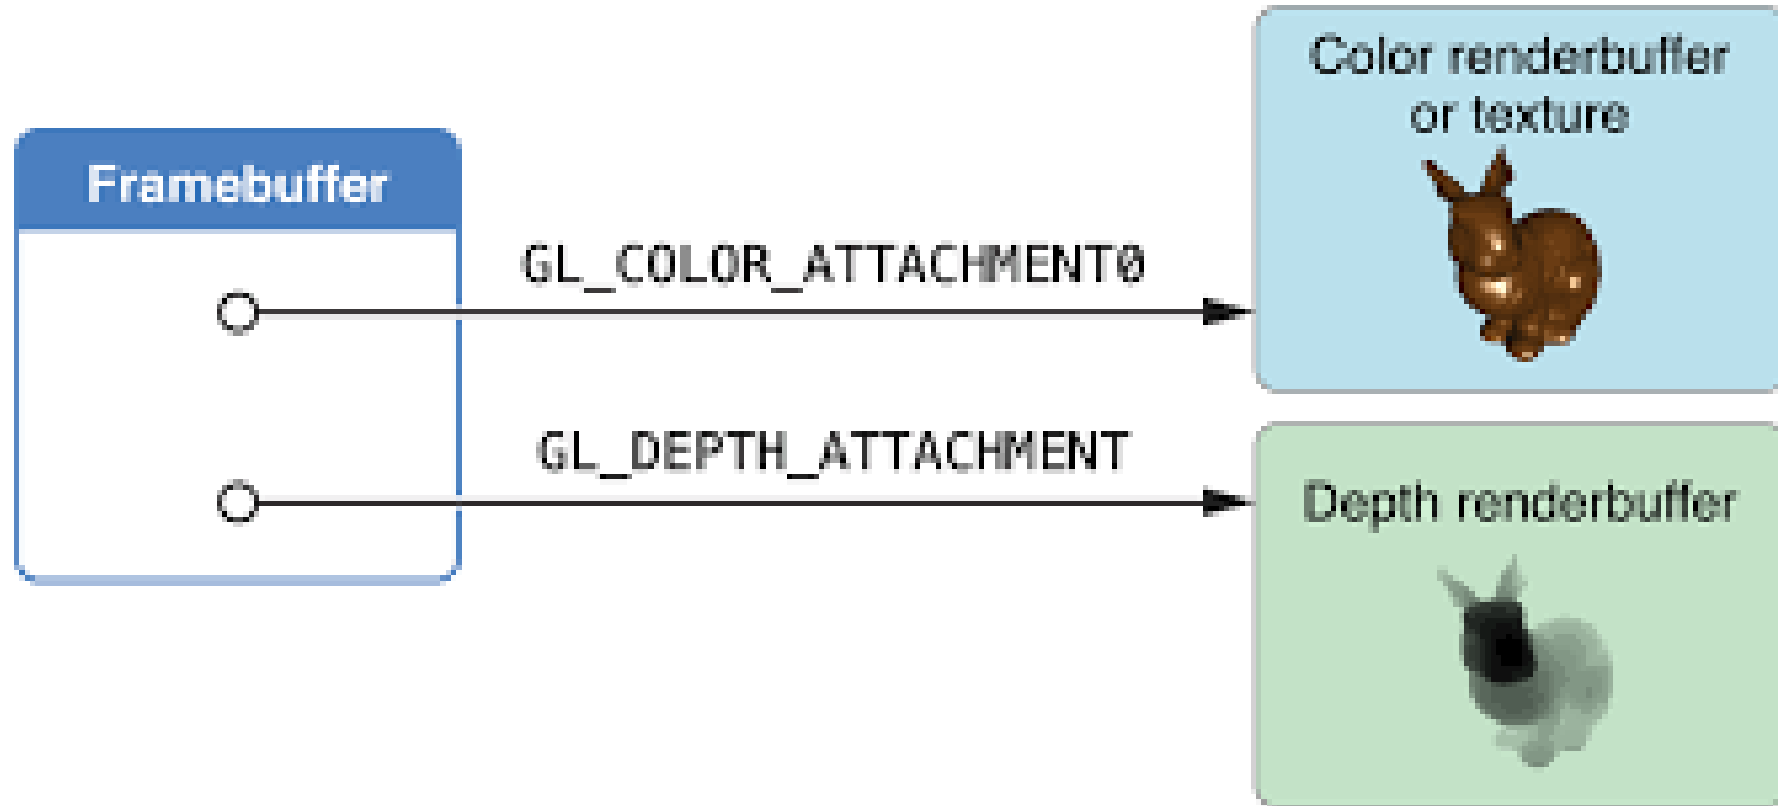 Framebuffer
GL_COLOR_ATTACHMENT0
GL_DEPTH_ATTACHMENT
Color renderbuffer
or texture
Depth renderbuffer